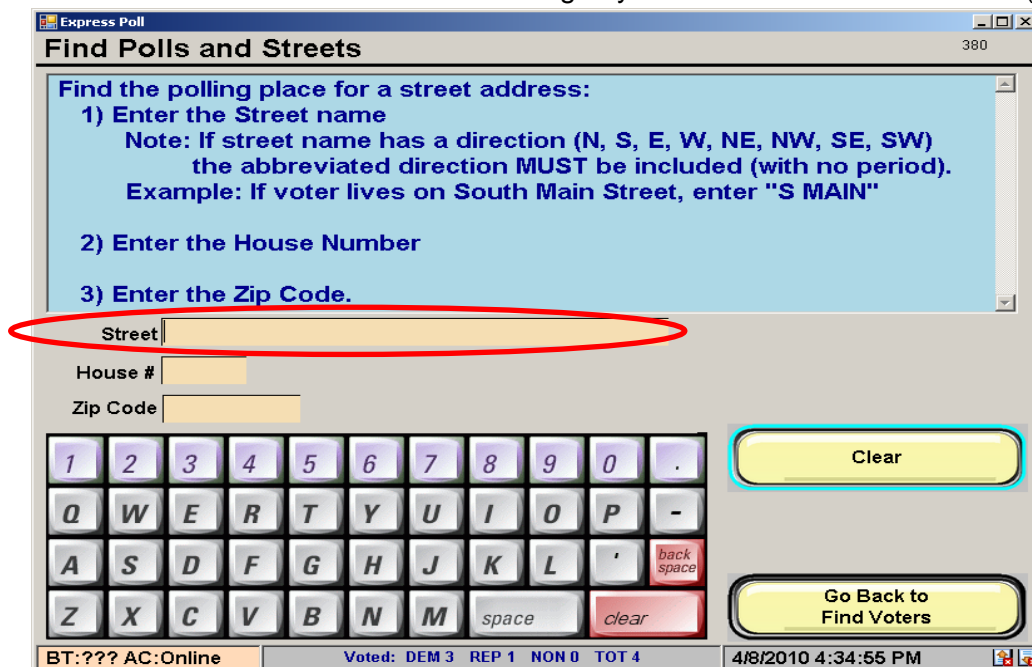 Express Poll
Find Polls and Streets 380
Find the polling place for a street address:
1) Enter the Street name
Note: If street name has a direction (N, S, E, W, NE, NW, SE, SW)
the abbreviated direction MUST be included (with no period).
Example: If voter lives on South Main Street, enter "S MAIN"
2) Enter the House Number
3) Enter the Zip Code.
Street
House #
Zip Code
1 2 3 4 5 6 7 8 9 0 .
Q W E R T Y U I O P -
A S D F G H J K L ' back space
Z X C V B N M space clear
Clear
Go Back to
Find Voters
BT:??? AC:Online Voted: DEM 3 REP 1 NON 0 TOT 4 4/8/2010 4:34:55 PM